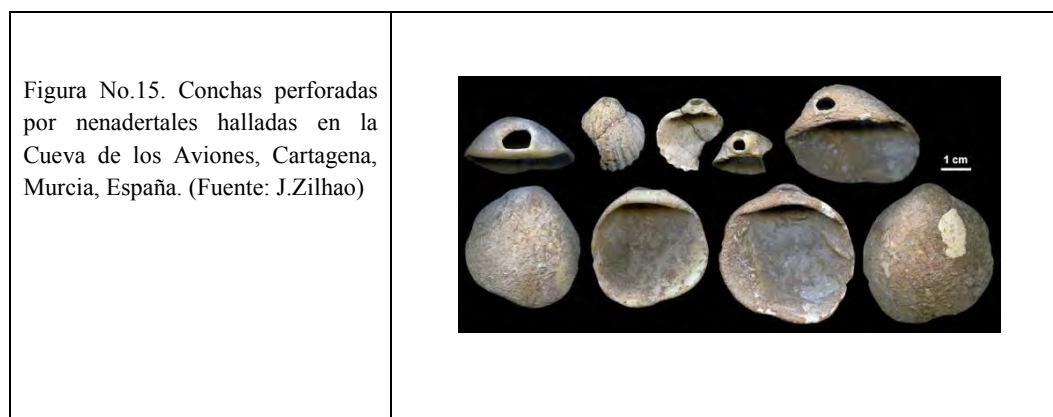 Figura No.15. Conchas perforadas
por nenadertales halladas en la
Cueva de los Aviones, Cartagena,
Murcia, España. (Fuente: J.Zilhao)
1 cm